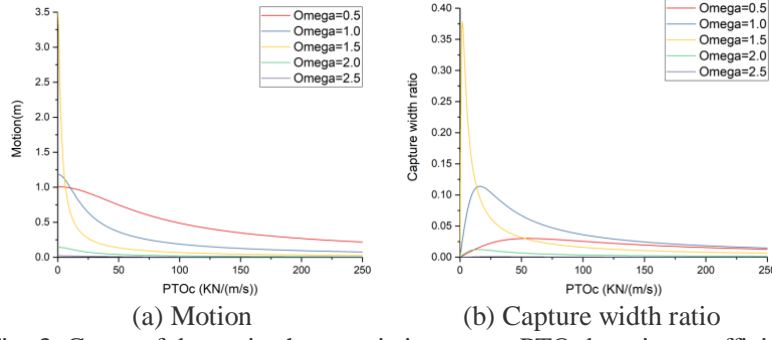 Omega=0.5
Omega=1.0
Omega=1.5
Omega=2.0
Omega=2.5
3.5
3.0
2.5
2.0
1.5
1.0
0.5
0.0
Motion(m)
0 50 100 150 200 250
PTOc (KN/(m/s))
(a) Motion
Omega=0.5
Omega=1.0
Omega=1.5
Omega=2.0
Omega=2.5
0.40
0.35
0.30
0.25
0.20
0.15
0.10
0.05
0.00
Capture width ratio
0 50 100 150 200 250
PTOc (KN/(m/s))
(b) Capture width ratio